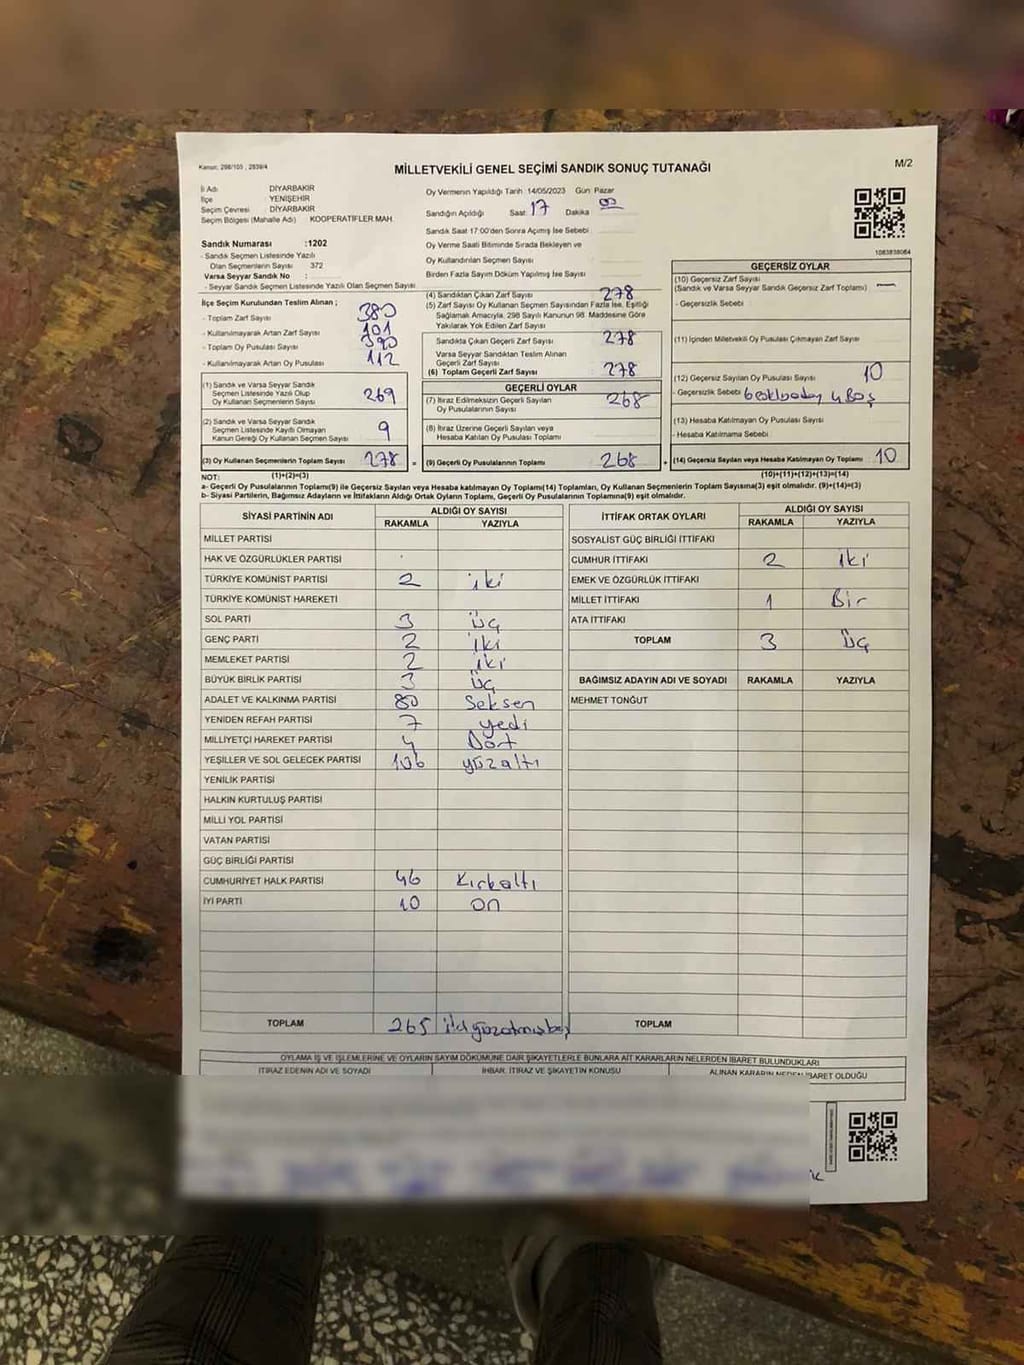 Kanun: 298/105 , 2839/4
MİLLETVEKİLİ GENEL SEÇİMİ SANDIK SONUÇ TUTANAĞI
M/2
İl Adı DİYARBAKIR
İlçe YENİŞEHİR
Seçim Çevresi DİYARBAKIR
Seçim Bölgesi (Mahalle Adı) KOOPERATİFLER MAH.
Oy Vermenin Yapıldığı Tarih 14/05/2023 Gün: Pazar
Sandığın Açıldığı Saat: 17 Dakika 00
Sandık Saat 17:00'den Sonra Açılmış İse Sebebi
Oy Verme Saati Bitiminde Sırada Bekleyen ve
Oy Kullandırılan Seçmen Sayısı
Birden Fazla Sayım Döküm Yapılmış İse Sayısı
Sandık Numarası :1202
- Sandık Seçmen Listesinde Yazılı
Olan Seçmenlerin Sayısı 372
Varsa Seyyar Sandık No :
- Seyyar Sandık Seçmen Listesinde Yazılı Olan Seçmen Sayısı
İlçe Seçim Kurulundan Teslim Alınan ;
- Toplam Zarf Sayısı 380
- Kullanılmayarak Artan Zarf Sayısı 101
- Toplam Oy Pusulası Sayısı 390
- Kullanılmayarak Artan Oy Pusulası 112
(1) Sandık ve Varsa Seyyar Sandık
Seçmen Listesinde Yazılı Olup
Oy Kullanan Seçmenlerin Sayısı 269
(2) Sandık ve Varsa Seyyar Sandık
Seçmen Listesinde Kayıtlı Olmayan
Kanun Gereği Oy Kullanan Seçmen Sayısı 9
(3) Oy Kullanan Seçmenlerin Toplam Sayısı 278 =
(1)+(2)=(3)
(4) Sandıktan Çıkan Zarf Sayısı 278
(5) Zarf Sayısı Oy Kullanan Seçmen Sayısından Fazla İse, Eşitliği
Sağlamak Amacıyla, 298 Sayılı Kanunun 98. Maddesine Göre
Yakılarak Yok Edilen Zarf Sayısı
Sandıkta Çıkan Geçerli Zarf Sayısı 278
Varsa Seyyar Sandıktan Teslim Alınan
Geçerli Zarf Sayısı
(6) Toplam Geçerli Zarf Sayısı 278
GEÇERLİ OYLAR
(7) İtiraz Edilmeksizin Geçerli Sayılan
Oy Pusulalarının Sayısı 268
(8) İtiraz Üzerine Geçerli Sayılan veya
Hesaba Katılan Oy Pusulası Toplamı
(9) Geçerli Oy Pusulalarının Toplamı 268 +
1083838064
GEÇERSİZ OYLAR
(10) Geçersiz Zarf Sayısı
(Sandık ve Varsa Seyyar Sandık Geçersiz Zarf Toplamı) —
- Geçersizlik Sebebi
(11) İçinden Milletvekili Oy Pusulası Çıkmayan Zarf Sayısı
(12) Geçersiz Sayılan Oy Pusulası Sayısı 10
- Geçersizlik Sebebi 4 Boş
(13) Hesaba Katılmayan Oy Pusulası Sayısı
- Hesaba Katılmama Sebebi
(14) Geçersiz Sayılan veya Hesaba Katılmayan Oy Toplamı 10
(10)+(11)+(12)+(13)=(14)
NOT:
a- Geçerli Oy Pusulalarının Toplamı(9) ile Geçersiz Sayılan veya Hesaba katılmayan Oy Toplamı(14) Toplamları, Oy Kullanan Seçmenlerin Toplam Sayısına(3) eşit olmalıdır. (9)+(14)=(3)
b- Siyasi Partilerin, Bağımsız Adayların ve İttifakların Aldığı Ortak Oyların Toplamı, Geçerli Oy Pusulalarının Toplamına(9) eşit olmalıdır.
SİYASİ PARTİNİN ADI ALDIĞI OY SAYISI
RAKAMLA YAZIYLA
MİLLET PARTİSİ
HAK VE ÖZGÜRLÜKLER PARTİSİ
TÜRKİYE KOMÜNİST PARTİSİ 2 iki
TÜRKİYE KOMÜNİST HAREKETİ
SOL PARTİ 3 üç
GENÇ PARTİ 2 iki
MEMLEKET PARTİSİ 2 iki
BÜYÜK BİRLİK PARTİSİ 3 üç
ADALET VE KALKINMA PARTİSİ 80 Seksen
YENİDEN REFAH PARTİSİ 7 yedi
MİLLİYETÇİ HAREKET PARTİSİ 4 Dört
YEŞİLLER VE SOL GELECEK PARTİSİ 106 yüzaltı
YENİLİK PARTİSİ
HALKIN KURTULUŞ PARTİSİ
MİLLİ YOL PARTİSİ
VATAN PARTİSİ
GÜÇ BİRLİĞİ PARTİSİ
CUMHURİYET HALK PARTİSİ 46 Kırkaltı
İYİ PARTİ 10 on
TOPLAM 265 ikiyüzatmışbeş
İTTİFAK ORTAK OYLARI ALDIĞI OY SAYISI
RAKAMLA YAZIYLA
SOSYALİST GÜÇ BİRLİĞİ İTTİFAKI
CUMHUR İTTİFAKI 2 iki
EMEK VE ÖZGÜRLÜK İTTİFAKI
MİLLET İTTİFAKI 1 Bir
ATA İTTİFAKI
TOPLAM 3 üç
BAĞIMSIZ ADAYIN ADI VE SOYADI RAKAMLA YAZIYLA
MEHMET TONĞUT
TOPLAM
OYLAMA İŞ VE İŞLEMLERİNE VE OYLARIN SAYIM DÖKÜMÜNE DAİR ŞİKAYETLERLE BUNLARA AİT KARARLARIN NELERDEN İBARET BULUNDUKLARI
İTİRAZ EDENİN ADI VE SOYADI İHBAR, İTİRAZ VE ŞİKAYETİN KONUSU ALINAN KARARIN NEDEN İBARET OLDUĞU